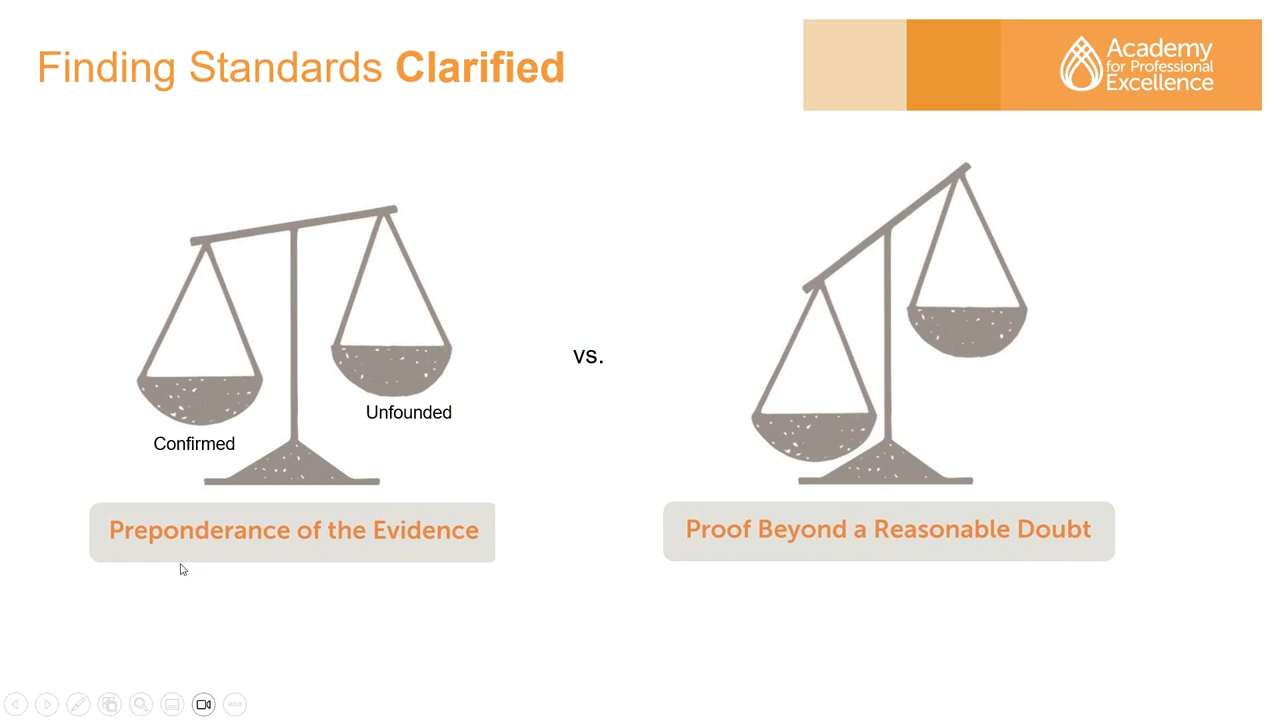 Finding Standards Clarified
Academy
for Professional
Excellence
vs.
Unfounded
Confirmed
Preponderance of the Evidence
Proof Beyond a Reasonable Doubt